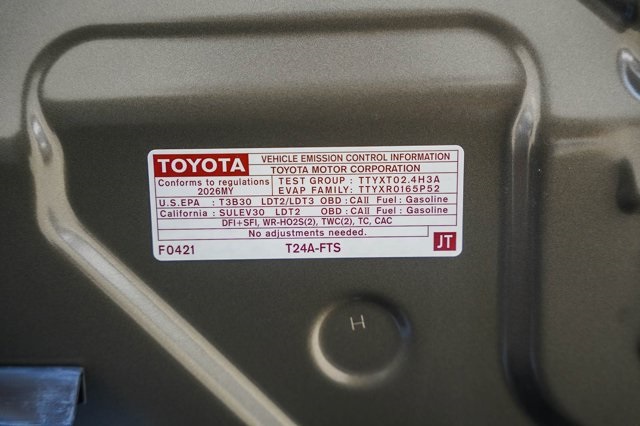 TOYOTA VEHICLE EMISSION CONTROL INFORMATION
TOYOTA MOTOR CORPORATION
Conforms to regulations TEST GROUP : TTYXT02.4H3A
2026MY EVAP FAMILY: TTYXR0165P52
U.S.EPA : T3B30 LDT2/LDT3 OBD : CAII Fuel : Gasoline
California : SULEV30 LDT2 OBD : CAII Fuel : Gasoline
DFI+SFI, WR-HO2S(2), TWC(2), TC, CAC
No adjustments needed.
F0421 T24A-FTS JT
H